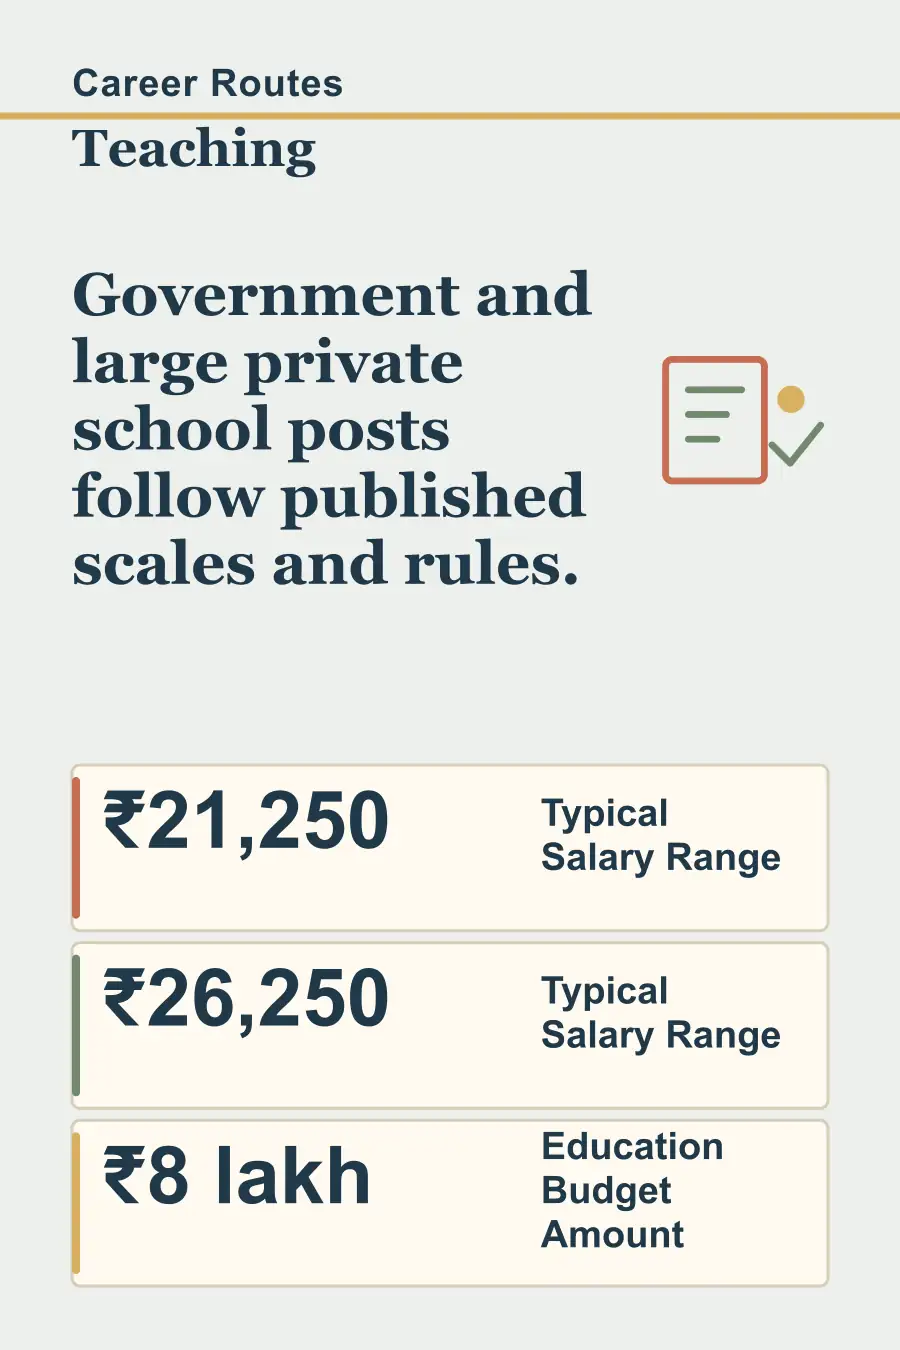 Career Routes
Teaching
Government and
large private
school posts
follow published
scales and rules.
₹21,250
Typical
Salary Range
₹26,250
Typical
Salary Range
₹8 lakh
Education
Budget
Amount